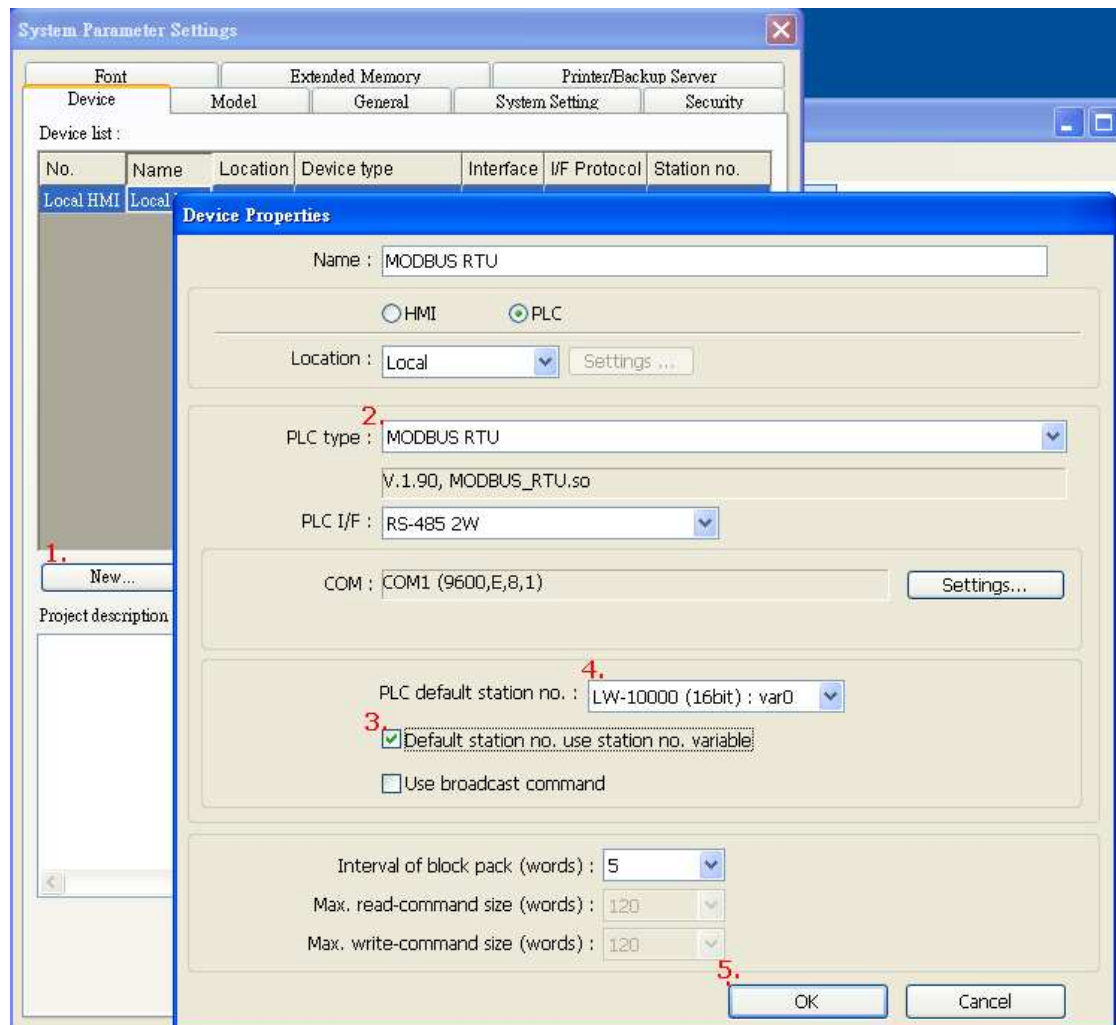 System Parameter Settings
Font Extended Memory Printer/Backup Server
Device Model General System Setting Security
Device list :
No. Name Location Device type Interface I/F Protocol Station no.
Local HMI Local
Device Properties
Name : MODBUS RTU
HMI PLC
Location : Local Settings ...
2.
PLC type : MODBUS RTU
V.1.90, MODBUS_RTU.so
PLC I/F : RS-485 2W
1.
New...
COM : COM1 (9600,E,8,1) Settings...
Project description
4.
PLC default station no. : LW-10000 (16bit) : var0
3.
Default station no. use station no. variable
Use broadcast command
Interval of block pack (words) : 5
Max. read-command size (words) : 120
Max. write-command size (words) : 120
5.
OK Cancel